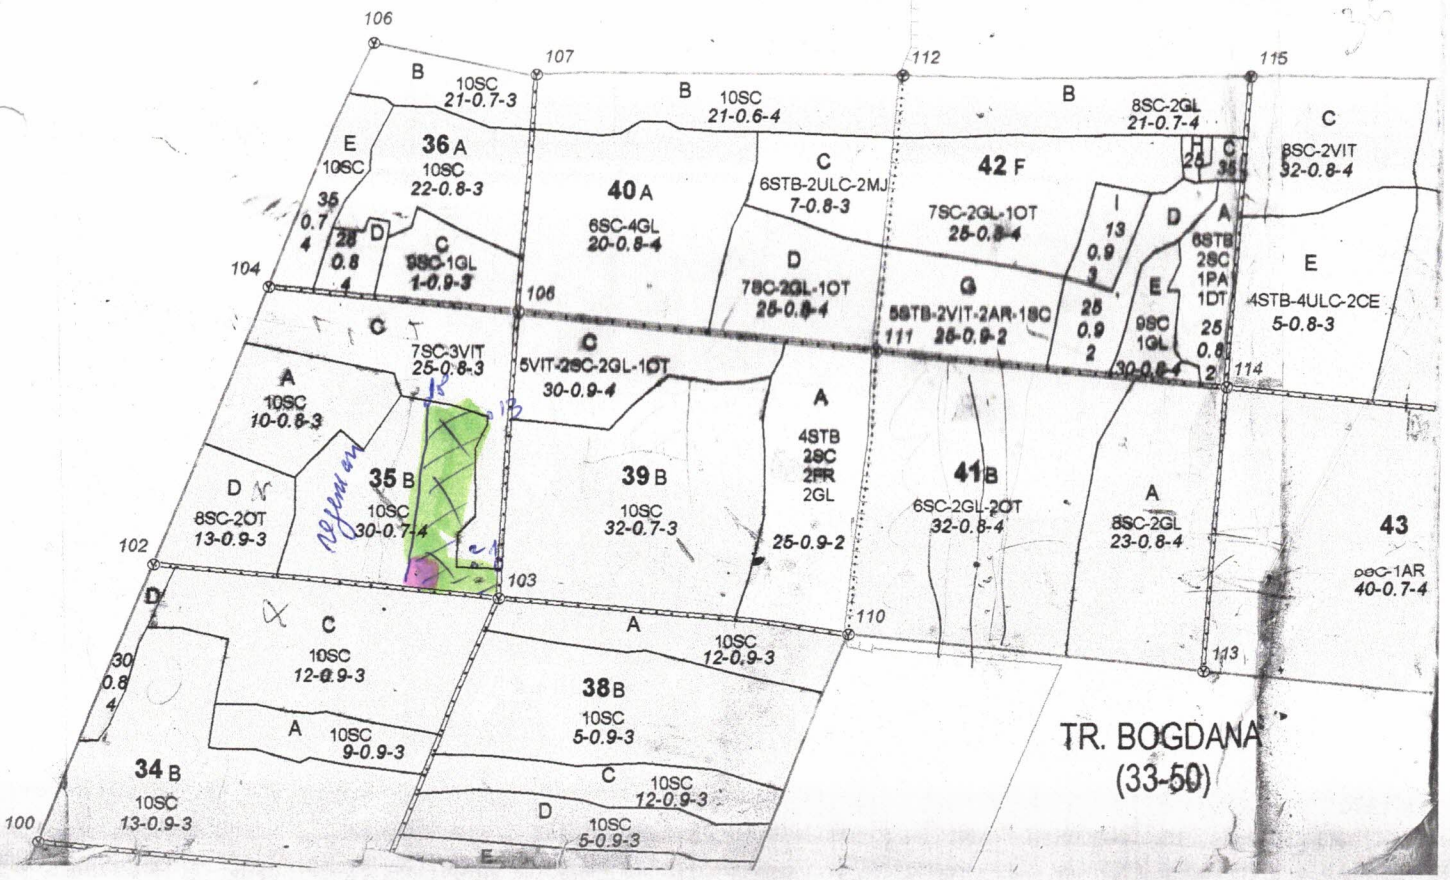 106
107
112
115
B
10SC
21-0.7-3
B
10SC
21-0.6-4
B
8SC-2GL
21-0.7-4
C
8SC-2VIT
32-0.8-4
E
10SC
35
0.7
4
36 A
10SC
22-0.8-3
D
25
0.8
4
C
9SC-1GL
1-0.9-3
40 A
6SC-4GL
20-0.8-4
C
6STB-2ULC-2MJ
7-0.8-3
D
7SC-2GL-1OT
25-0.8-4
42 F
7SC-2GL-1OT
25-0.8-4
H
25
C
35
I
13
0.9
3
D
A
6STB
2SC
1PA
1DT
25
0.8
2
E
9SC
1GL
30-0.8-4
G
5STB-2VIT-2AR-1SC
25-0.9-2
25
0.9
2
E
4STB-4ULC-2CE
5-0.8-3
104
106
111
114
C
7SC-3VIT
25-0.8-3
A
10SC
10-0.8-3
D
8SC-2OT
13-0.9-3
35 B
10SC
30-0.7-4
C
5VIT-2SC-2GL-1OT
30-0.9-4
39 B
10SC
32-0.7-3
A
4STB
2SC
2FR
2GL
25-0.9-2
41 B
6SC-2GL-2OT
32-0.8-4
A
8SC-2GL
23-0.8-4
43
40-0.7-4
102
103
110
113
D
30
0.8
4
C
10SC
12-0.9-3
A
10SC
9-0.9-3
34 B
10SC
13-0.9-3
A
10SC
12-0.9-3
38 B
10SC
5-0.9-3
C
10SC
12-0.9-3
D
10SC
5-0.9-3
E
100
TR. BOGDANA
(33-50)